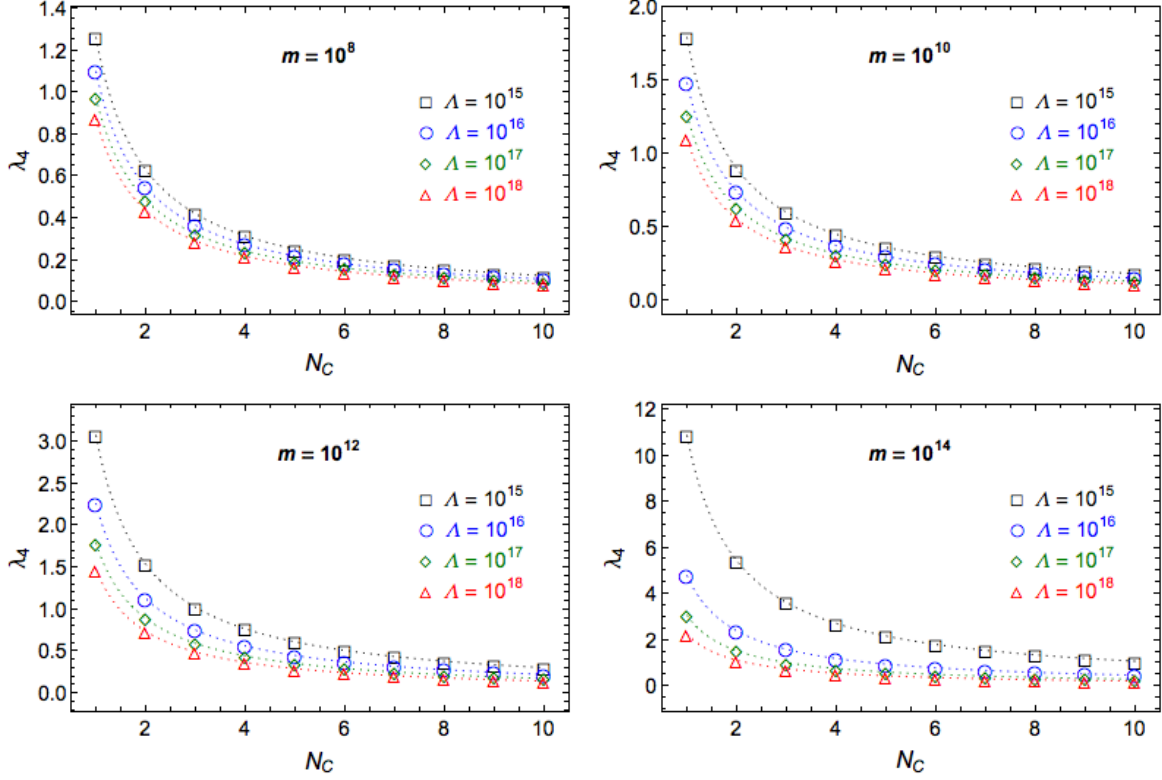 m = 10^8
Λ = 10^15
Λ = 10^16
Λ = 10^17
Λ = 10^18
λ4
1.4
1.2
1.0
0.8
0.6
0.4
0.2
0.0
2 4 6 8 10
N_C
m = 10^10
Λ = 10^15
Λ = 10^16
Λ = 10^17
Λ = 10^18
λ4
2.0
1.5
1.0
0.5
0.0
2 4 6 8 10
N_C
m = 10^12
Λ = 10^15
Λ = 10^16
Λ = 10^17
Λ = 10^18
λ4
3.0
2.5
2.0
1.5
1.0
0.5
0.0
2 4 6 8 10
N_C
m = 10^14
Λ = 10^15
Λ = 10^16
Λ = 10^17
Λ = 10^18
λ4
12
10
8
6
4
2
0
2 4 6 8 10
N_C